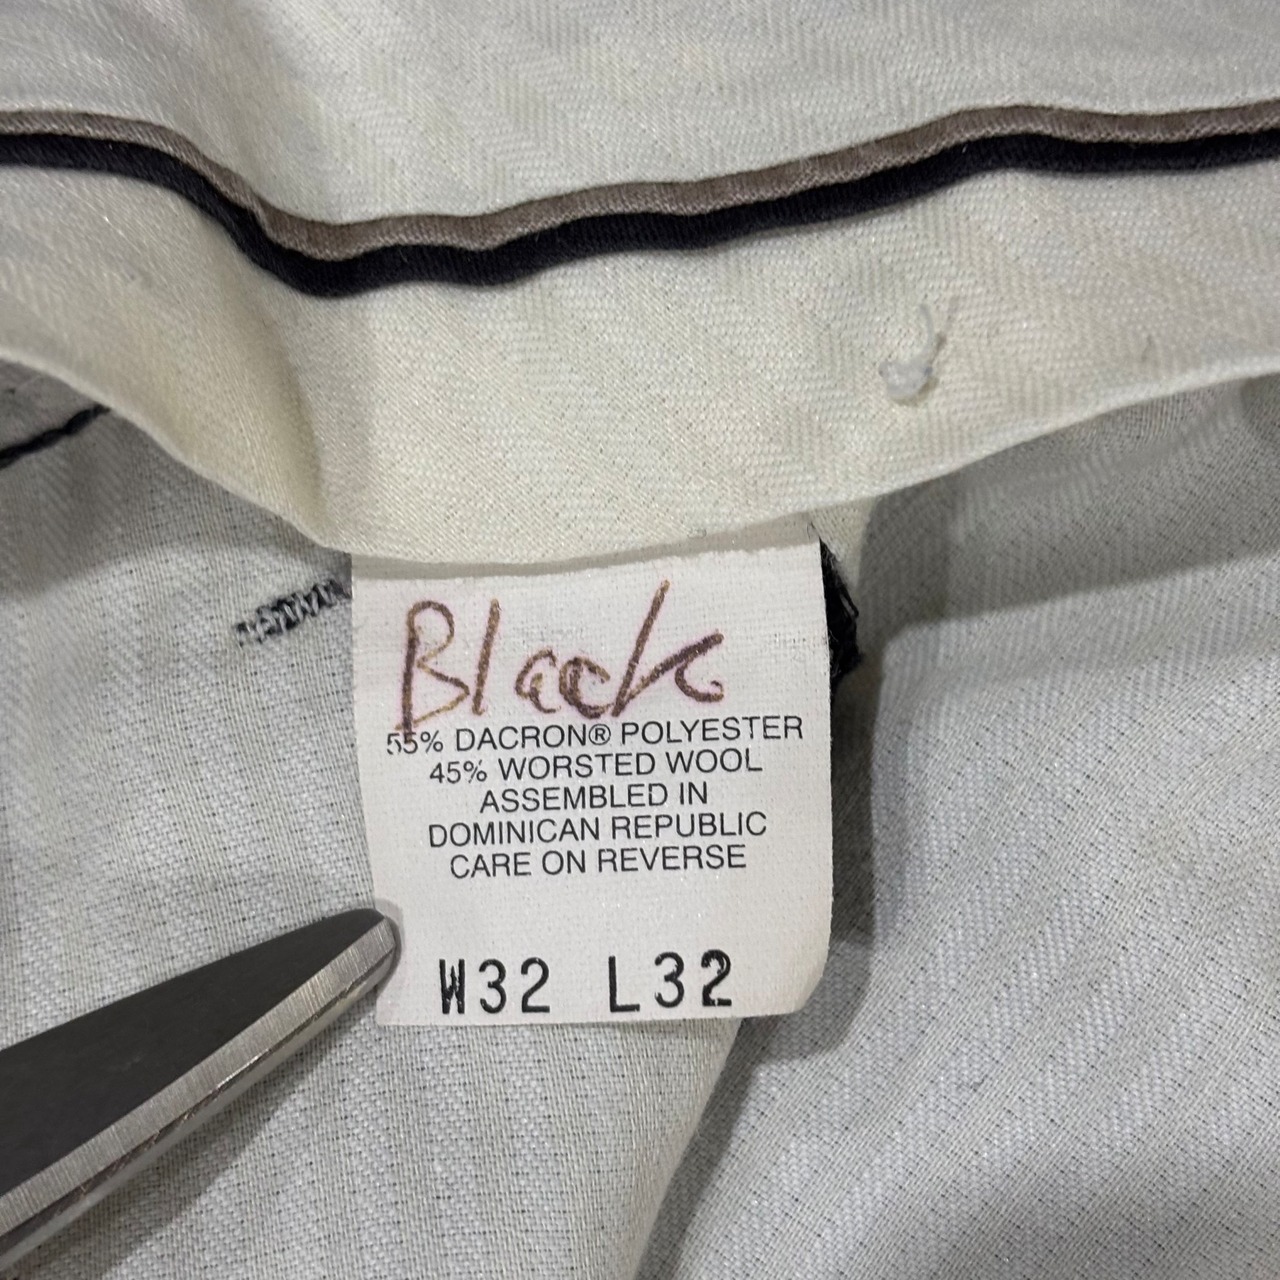 Black
55% DACRON® POLYESTER
45% WORSTED WOOL
ASSEMBLED IN
DOMINICAN REPUBLIC
CARE ON REVERSE
W32 L32